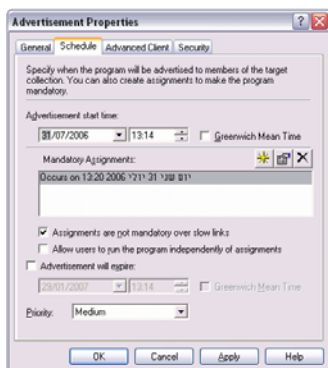 Advertisement Properties
General Schedule Advanced Client Security
Specify when the program will be advertised to members of the target
collection. You can also create assignments to make the program
mandatory.
Advertisement start time:
31/07/2006 13:14 Greenwich Mean Time
Mandatory Assignments:
Occurs on 13:20 2006 יום שני 31 יולי
Assignments are not mandatory over slow links
Allow users to run the program independently of assignments
Advertisement will expire:
29/01/2007 13:14 Greenwich Mean Time
Priority: Medium
OK Cancel Apply Help